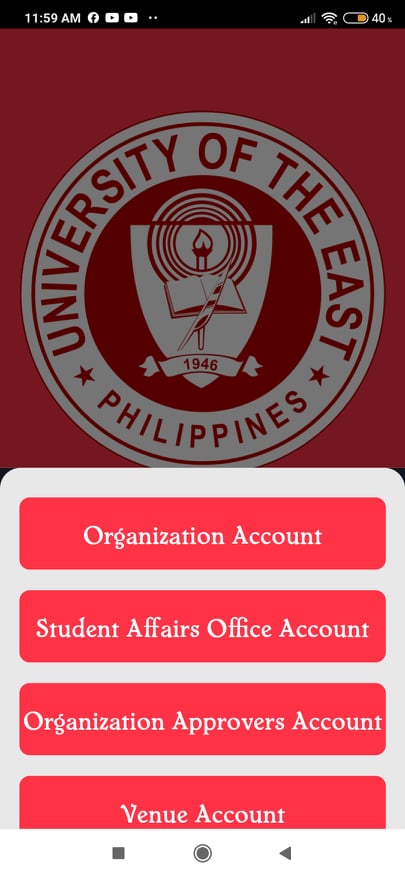 11:59 AM
40%
UNIVERSITY OF THE EAST
1946
PHILIPPINES
Organization Account
Student Affairs Office Account
Organization Approvers Account
Venue Account